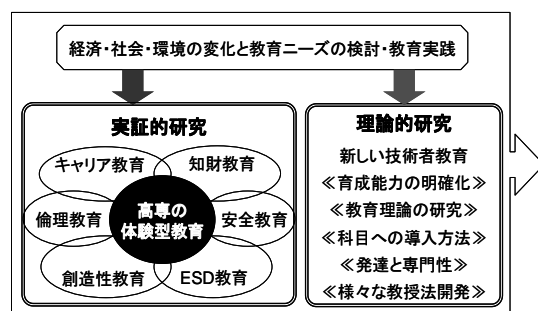 経済・社会・環境の変化と教育ニーズの検討・教育実践
実証的研究
キャリア教育
知財教育
倫理教育
高専の
体験型教育
安全教育
創造性教育
ESD教育
理論的研究
新しい技術者教育
≪育成能力の明確化≫
≪教育理論の研究≫
≪科目への導入方法≫
≪発達と専門性≫
≪様々な教授法開発≫